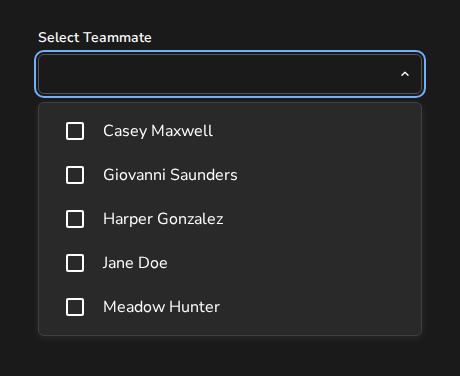 Select Teammate
Casey Maxwell
Giovanni Saunders
Harper Gonzalez
Jane Doe
Meadow Hunter